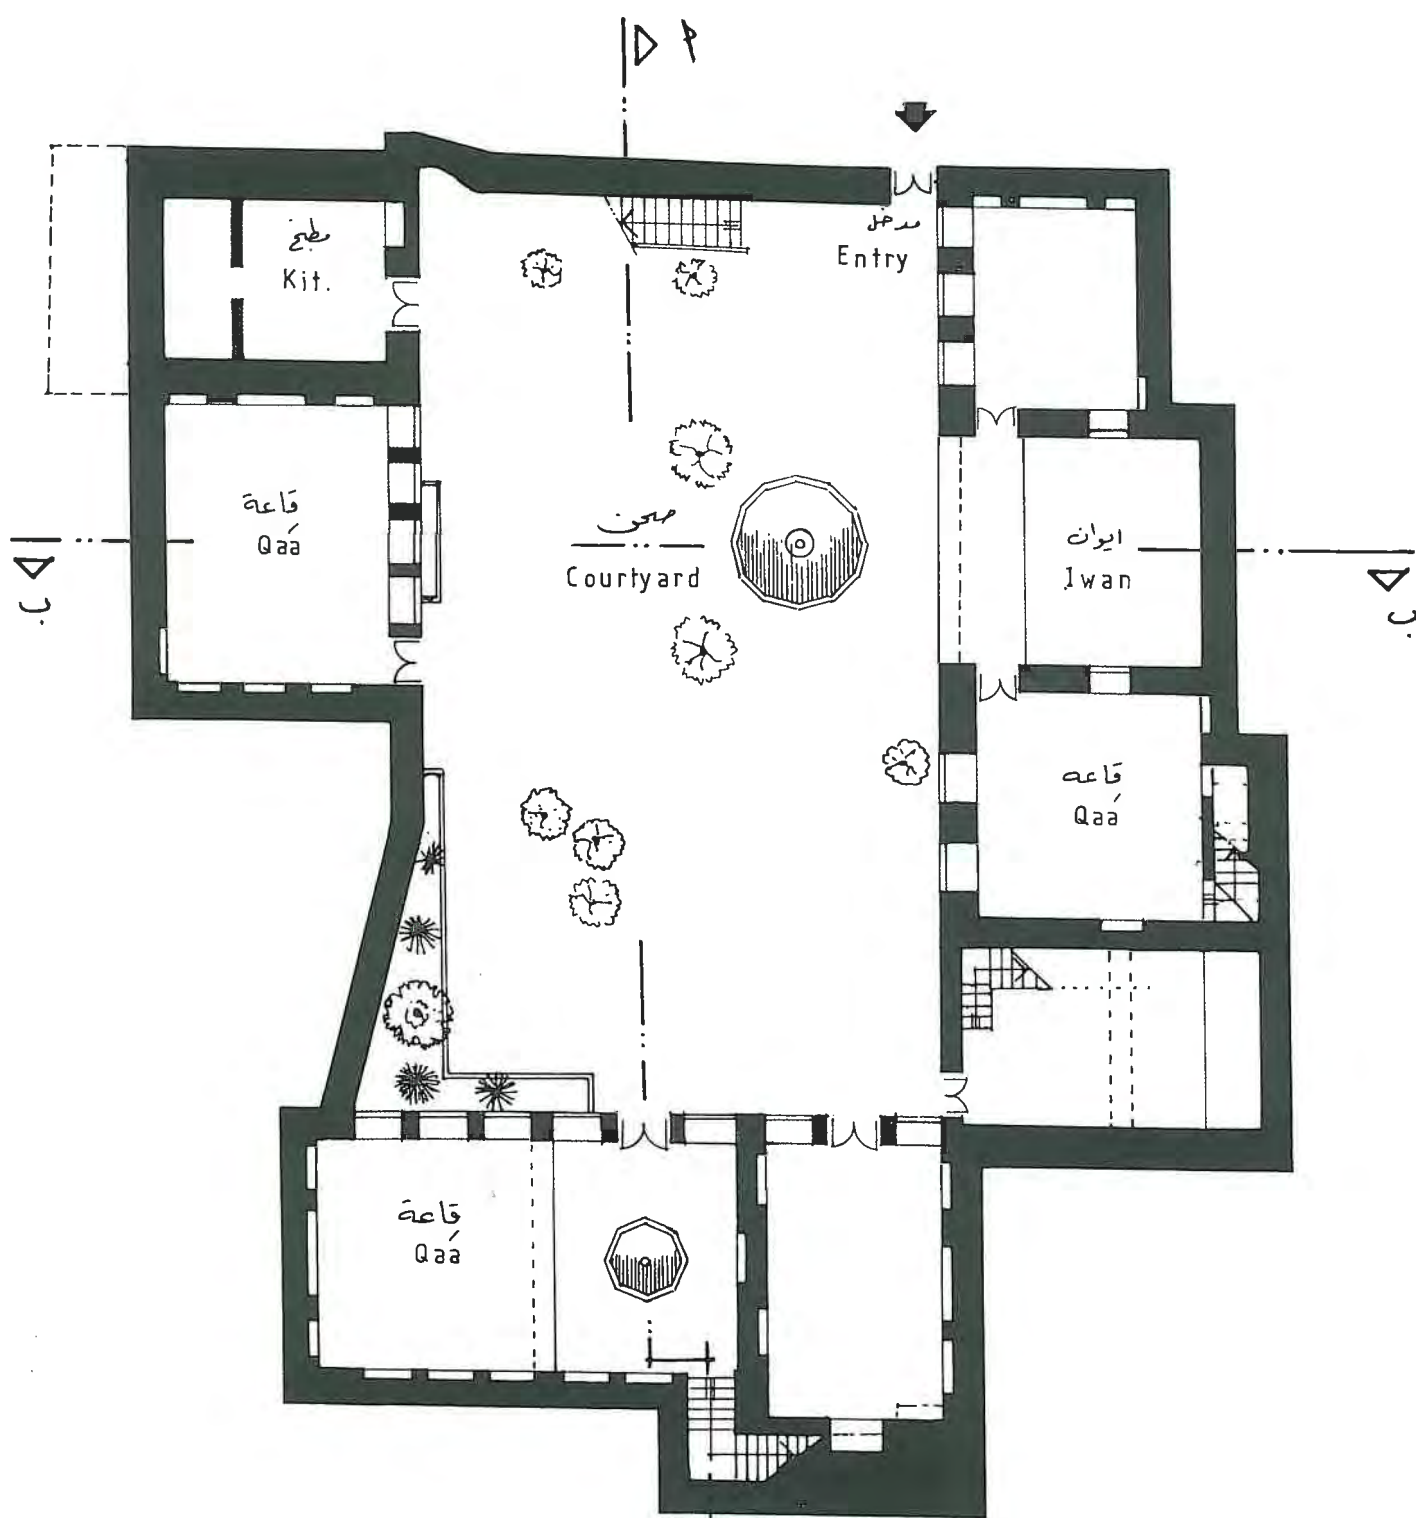 م
مدخل
Entry
مطبخ
Kit.
قاعة
Qaá
صحن
Courtyard
ايوان
Iwan
ب
ب
قاعه
Qaá
قاعة
Qaá